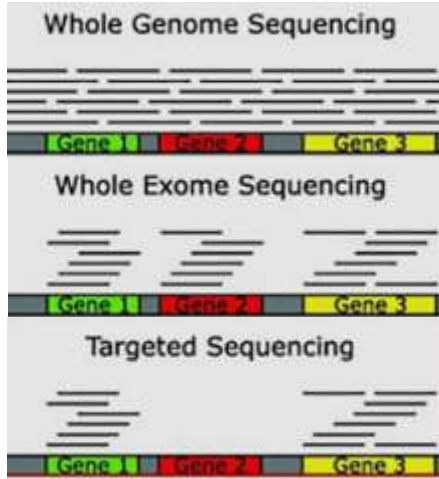 Whole Genome Sequencing
Gene 1 Gene 2 Gene 3
Whole Exome Sequencing
Gene 1 Gene 2 Gene 3
Targeted Sequencing
Gene 1 Gene 2 Gene 3